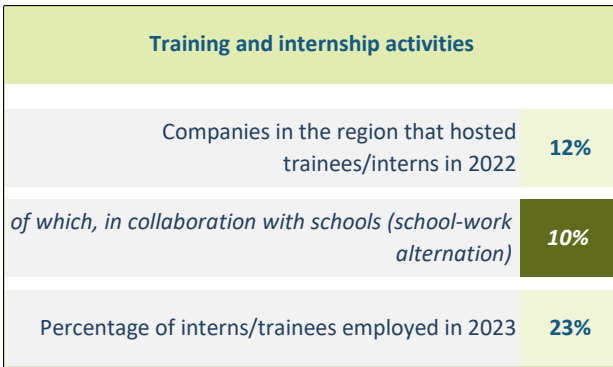 Training and internship activities
Companies in the region that hosted
trainees/interns in 2022
12%
of which, in collaboration with schools (school-work
alternation)
10%
Percentage of interns/trainees employed in 2023
23%